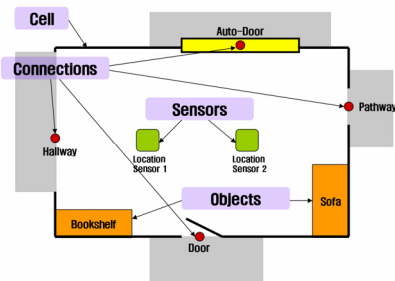 Cell
Auto-Door
Connections
Pathway
Sensors
Hallway
Location
Sensor 1
Location
Sensor 2
Objects
Sofa
Bookshelf
Door